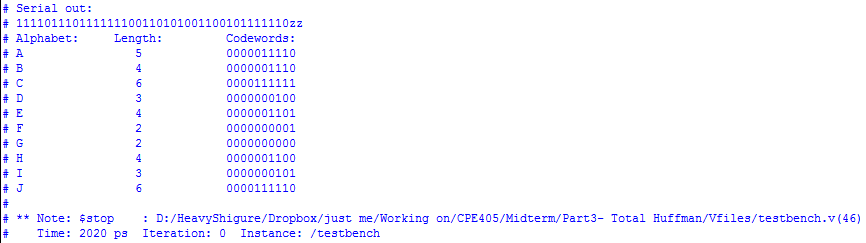 # Serial out:
# 111101110111111100110101001100101111110zz
# Alphabet: Length: Codewords:
# A 5 0000011110
# B 4 0000001110
# C 6 0000111111
# D 3 0000000100
# E 4 0000001101
# F 2 0000000001
# G 2 0000000000
# H 4 0000001100
# I 3 0000000101
# J 6 0000111110
#
# ** Note: $stop : D:/HeavyShigure/Dropbox/just me/Working on/CPE405/Midterm/Part3- Total Huffman/Vfiles/testbench.v(46)
# Time: 2020 ps Iteration: 0 Instance: /testbench